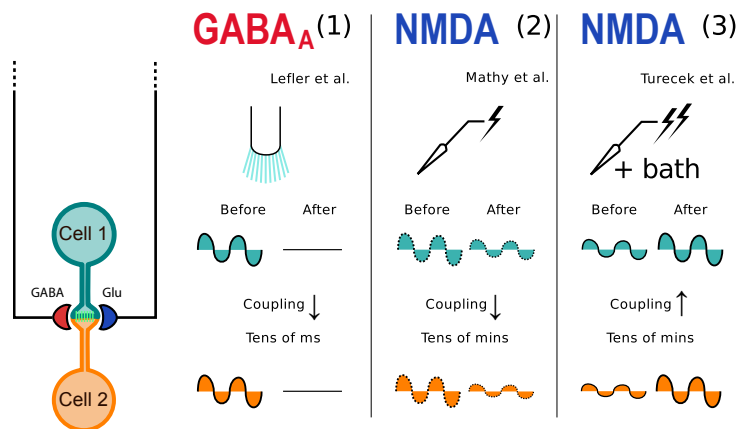 GABAA (1)
NMDA (2)
NMDA (3)
Lefler et al.
Mathy et al.
Turecek et al.
+ bath
Before After
Before After
Before After
Cell 1
GABA Glu
Coupling↓
Tens of ms
Coupling↓
Tens of mins
Coupling↑
Tens of mins
Cell 2